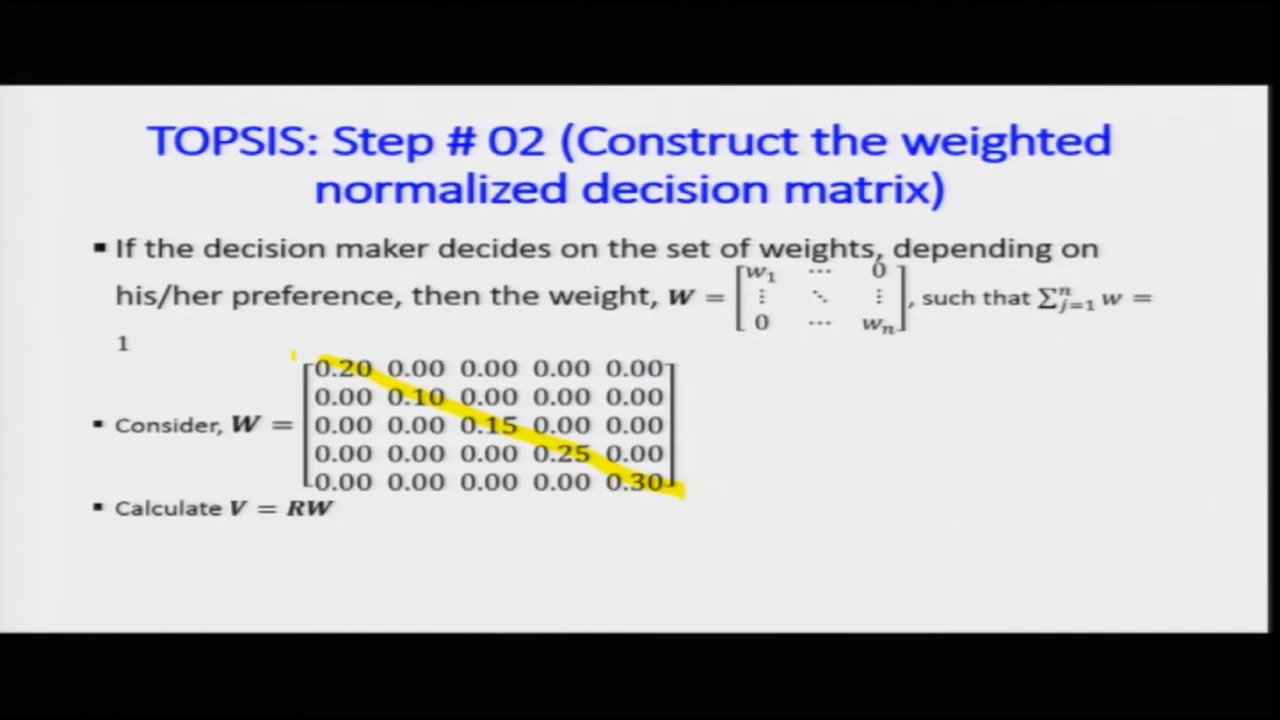 TOPSIS: Step # 02 (Construct the weighted
normalized decision matrix)
▪ If the decision maker decides on the set of weights, depending on
his/her preference, then the weight, W = [w₁ ⋯ 0 ⋮ ⋱ ⋮ 0 ⋯ wₙ], such that ∑ⁿⱼ₌₁ w =
1
▪ Consider, W =
0.20 0.00 0.00 0.00 0.00
0.00 0.10 0.00 0.00 0.00
0.00 0.00 0.15 0.00 0.00
0.00 0.00 0.00 0.25 0.00
0.00 0.00 0.00 0.00 0.30
▪ Calculate V = RW